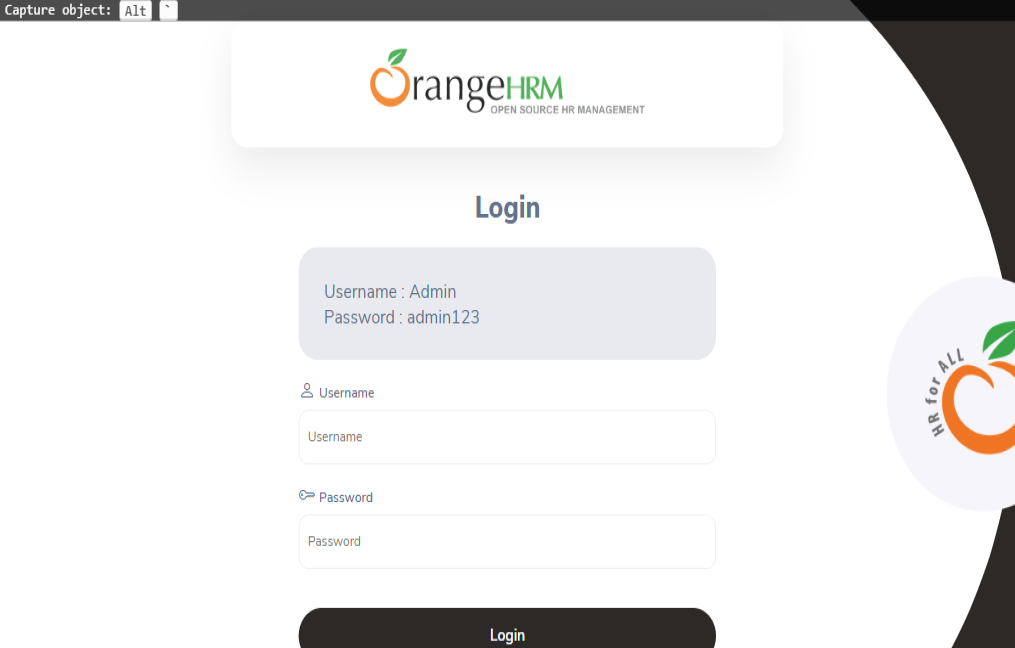 Capture object: Alt `
OrangeHRM
OPEN SOURCE HR MANAGEMENT
Login
Username : Admin
Password : admin123
Username
Username
Password
Password
Login
HR for ALL